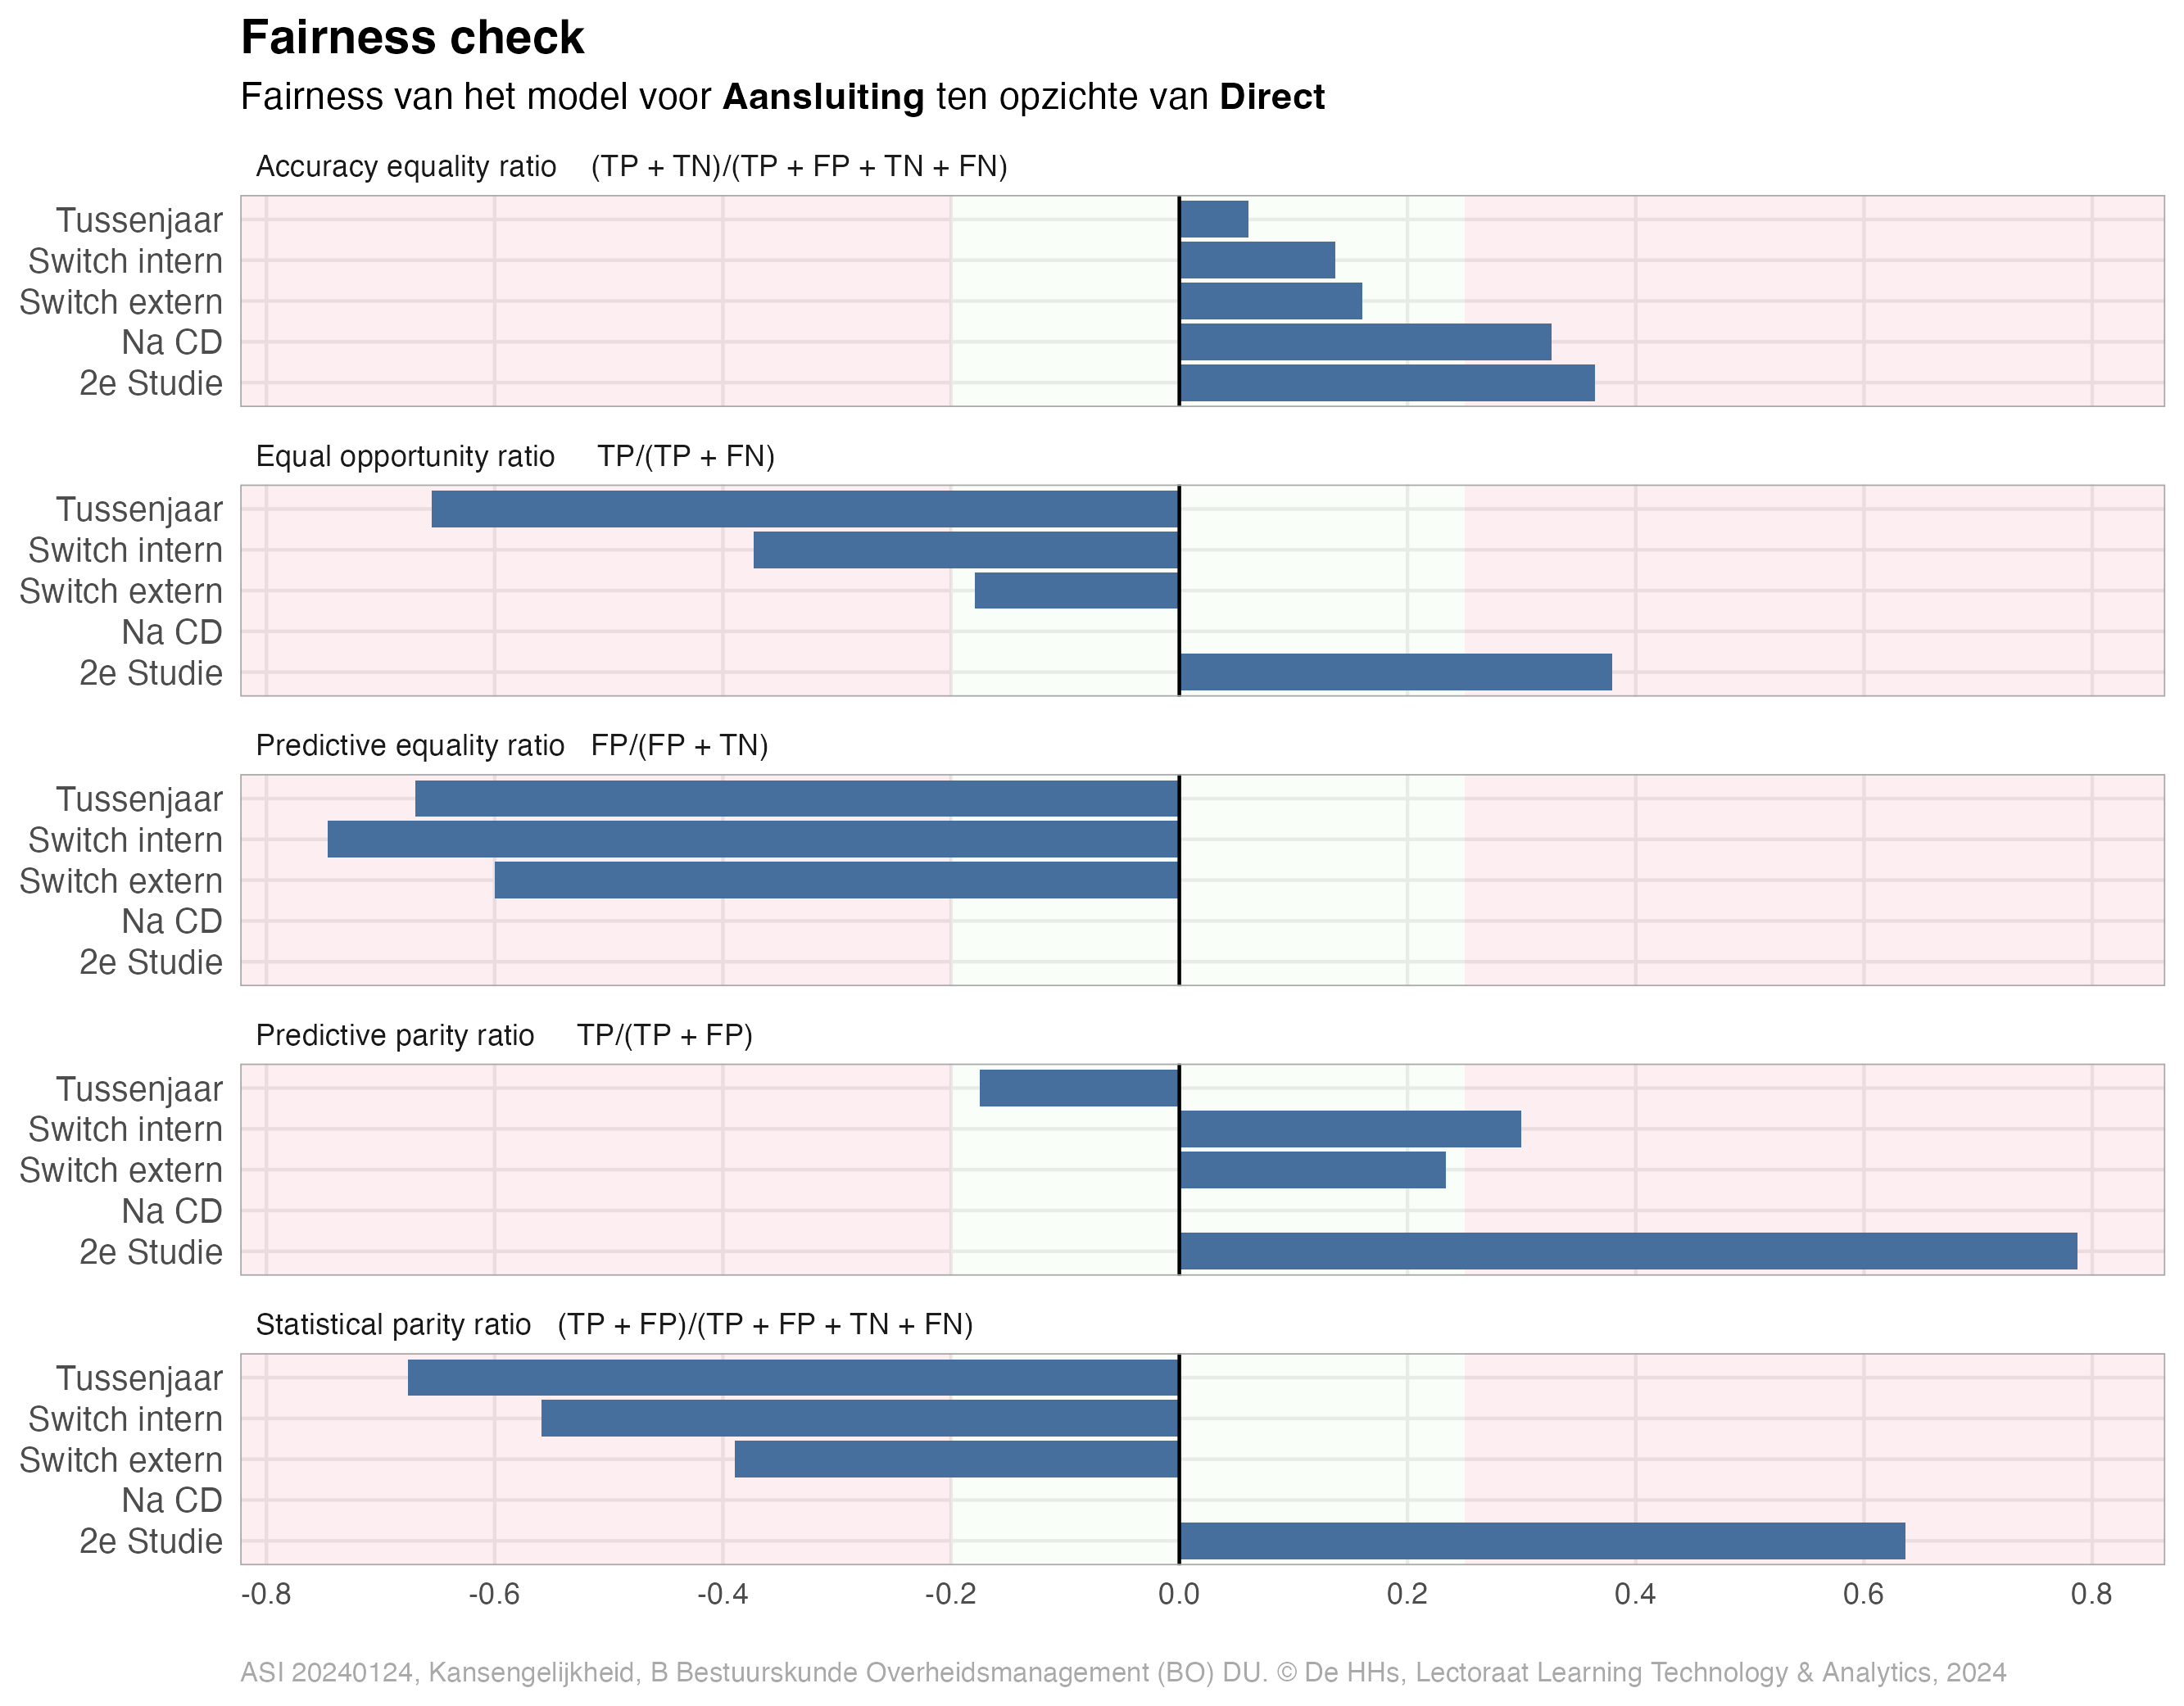 Fairness check
Fairness van het model voor Aansluiting ten opzichte van Direct
Accuracy equality ratio (TP + TN)/(TP + FP + TN + FN)
Tussenjaar
Switch intern
Switch extern
Na CD
2e Studie
Equal opportunity ratio TP/(TP + FN)
Tussenjaar
Switch intern
Switch extern
Na CD
2e Studie
Predictive equality ratio FP/(FP + TN)
Tussenjaar
Switch intern
Switch extern
Na CD
2e Studie
Predictive parity ratio TP/(TP + FP)
Tussenjaar
Switch intern
Switch extern
Na CD
2e Studie
Statistical parity ratio (TP + FP)/(TP + FP + TN + FN)
Tussenjaar
Switch intern
Switch extern
Na CD
2e Studie
-0.8 -0.6 -0.4 -0.2 0.0 0.2 0.4 0.6 0.8
ASI 20240124, Kansengelijkheid, B Bestuurskunde Overheidsmanagement (BO) DU. © De HHs, Lectoraat Learning Technology & Analytics, 2024